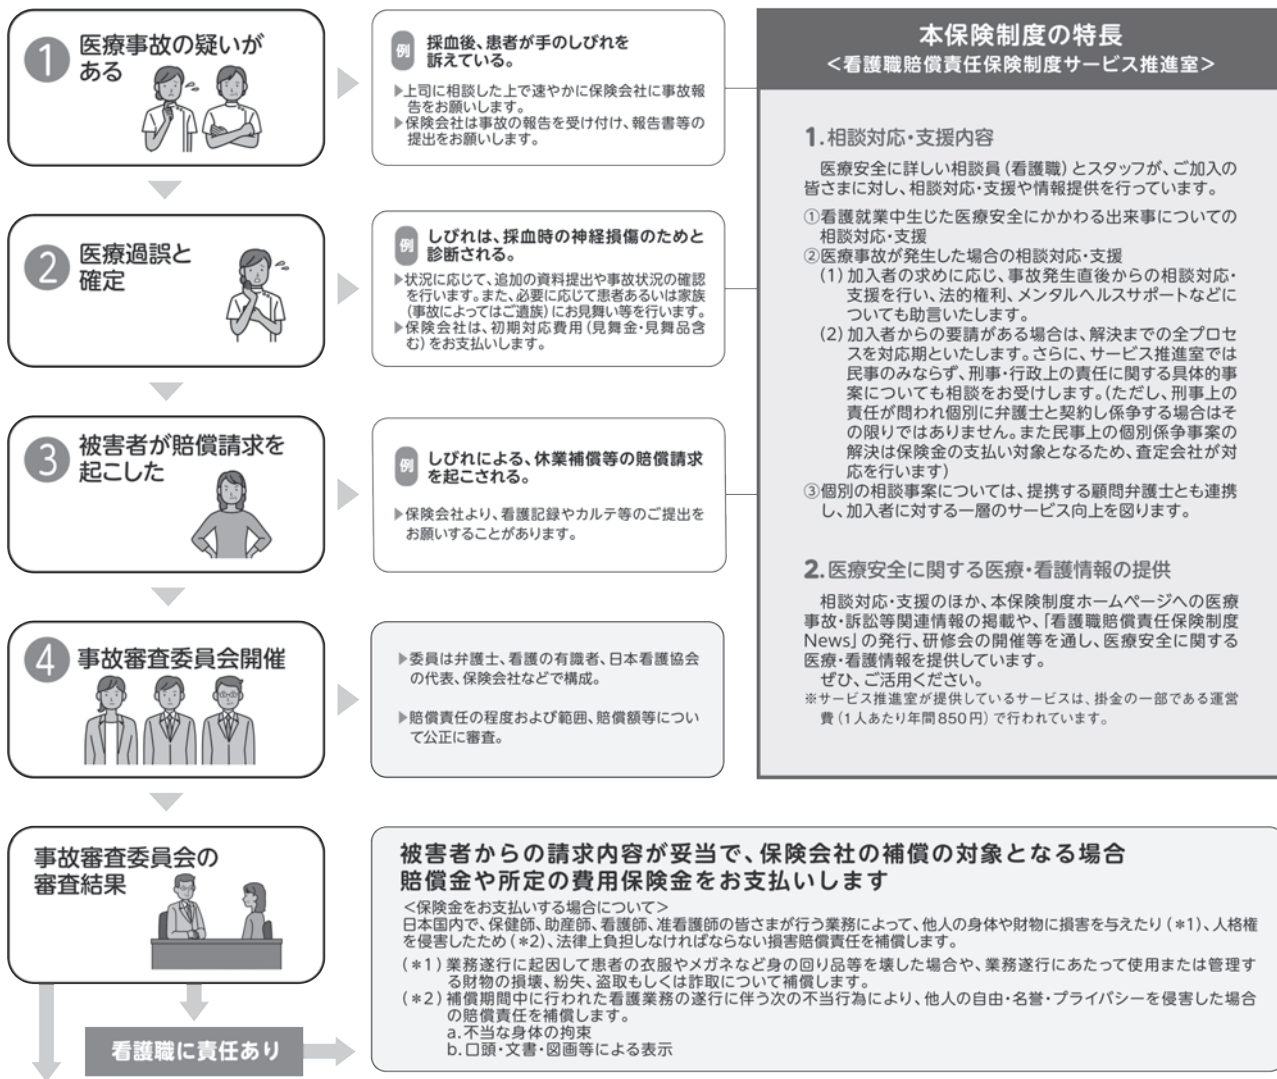 1 医療事故の疑いが
ある
例 採血後、患者が手のしびれを
訴えている。
▶上司に相談した上で速やかに保険会社に事故報
告をお願いします。
▶保険会社は事故の報告を受け付け、報告書等の
提出をお願いします。
2 医療過誤と
確定
例 しびれは、採血時の神経損傷のためと
診断される。
▶状況に応じて、追加の資料提出や事故状況の確認
を行います。また、必要に応じて患者あるいは家族
(事故によってはご遺族)にお見舞い等を行います。
▶保険会社は、初期対応費用(見舞金・見舞品含
む)をお支払いします。
3 被害者が賠償請求を
起こした
例 しびれによる、休業補償等の賠償請求
を起こされる。
▶保険会社より、看護記録やカルテ等のご提出を
お願いすることがあります。
4 事故審査委員会開催
▶委員は弁護士、看護の有識者、日本看護協会
の代表、保険会社などで構成。
▶賠償責任の程度および範囲、賠償額等につい
て公正に審査。
本保険制度の特長
<看護職賠償責任保険制度サービス推進室>
1.相談対応・支援内容
医療安全に詳しい相談員(看護職)とスタッフが、ご加入の
皆さまに対し、相談対応・支援や情報提供を行っています。
①看護就業中生じた医療安全にかかわる出来事についての
相談対応・支援
②医療事故が発生した場合の相談対応・支援
(1)加入者の求めに応じ、事故発生直後からの相談対応・
支援を行い、法的権利、メンタルヘルスサポートなどに
ついても助言いたします。
(2)加入者からの要請がある場合は、解決までの全プロセ
スを対応期といたします。さらに、サービス推進室では
民事のみならず、刑事・行政上の責任に関する具体的事
案についても相談をお受けします。(ただし、刑事上の
責任が問われ個別に弁護士と契約し係争する場合はそ
の限りではありません。また民事上の個別係争事案の
解決は保険金の支払い対象となるため、査定会社が対
応を行います)
③個別の相談事案については、提携する顧問弁護士とも連携
し、加入者に対する一層のサービス向上を図ります。
2.医療安全に関する医療・看護情報の提供
相談対応・支援のほか、本保険制度ホームページへの医療
事故・訴訟等関連情報の掲載や、「看護職賠償責任保険制度
News」の発行、研修会の開催等を通し、医療安全に関する
医療・看護情報を提供しています。
ぜひ、ご活用ください。
※サービス推進室が提供しているサービスは、掛金の一部である運営
費(1人あたり年間850円)で行われています。
事故審査委員会の
審査結果
看護職に責任あり
被害者からの請求内容が妥当で、保険会社の補償の対象となる場合
賠償金や所定の費用保険金をお支払いします
<保険金をお支払いする場合について>
日本国内で、保健師、助産師、看護師、准看護師の皆さまが行う業務によって、他人の身体や財物に損害を与えたり(*1)、人格権
を侵害したため(*2)、法律上負担しなければならない損害賠償責任を補償します。
(*1)業務遂行に起因して患者の衣服やメガネなど身の回り品等を壊した場合や、業務遂行にあたって使用または管理す
る財物の損壊、紛失、盗取もしくは詐取について補償します。
(*2)補償期間中に行われた看護業務の遂行に伴う次の不当行為により、他人の自由・名誉・プライバシーを侵害した場合
の賠償責任を補償します。
a.不当な身体の拘束
b.口頭・文書・図画等による表示